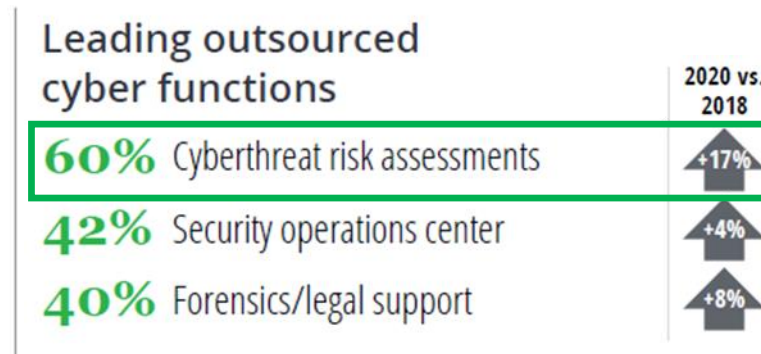 Leading outsourced
cyber functions
2020 vs.
2018
60% Cyberthreat risk assessments +17%
42% Security operations center +4%
40% Forensics/legal support +8%